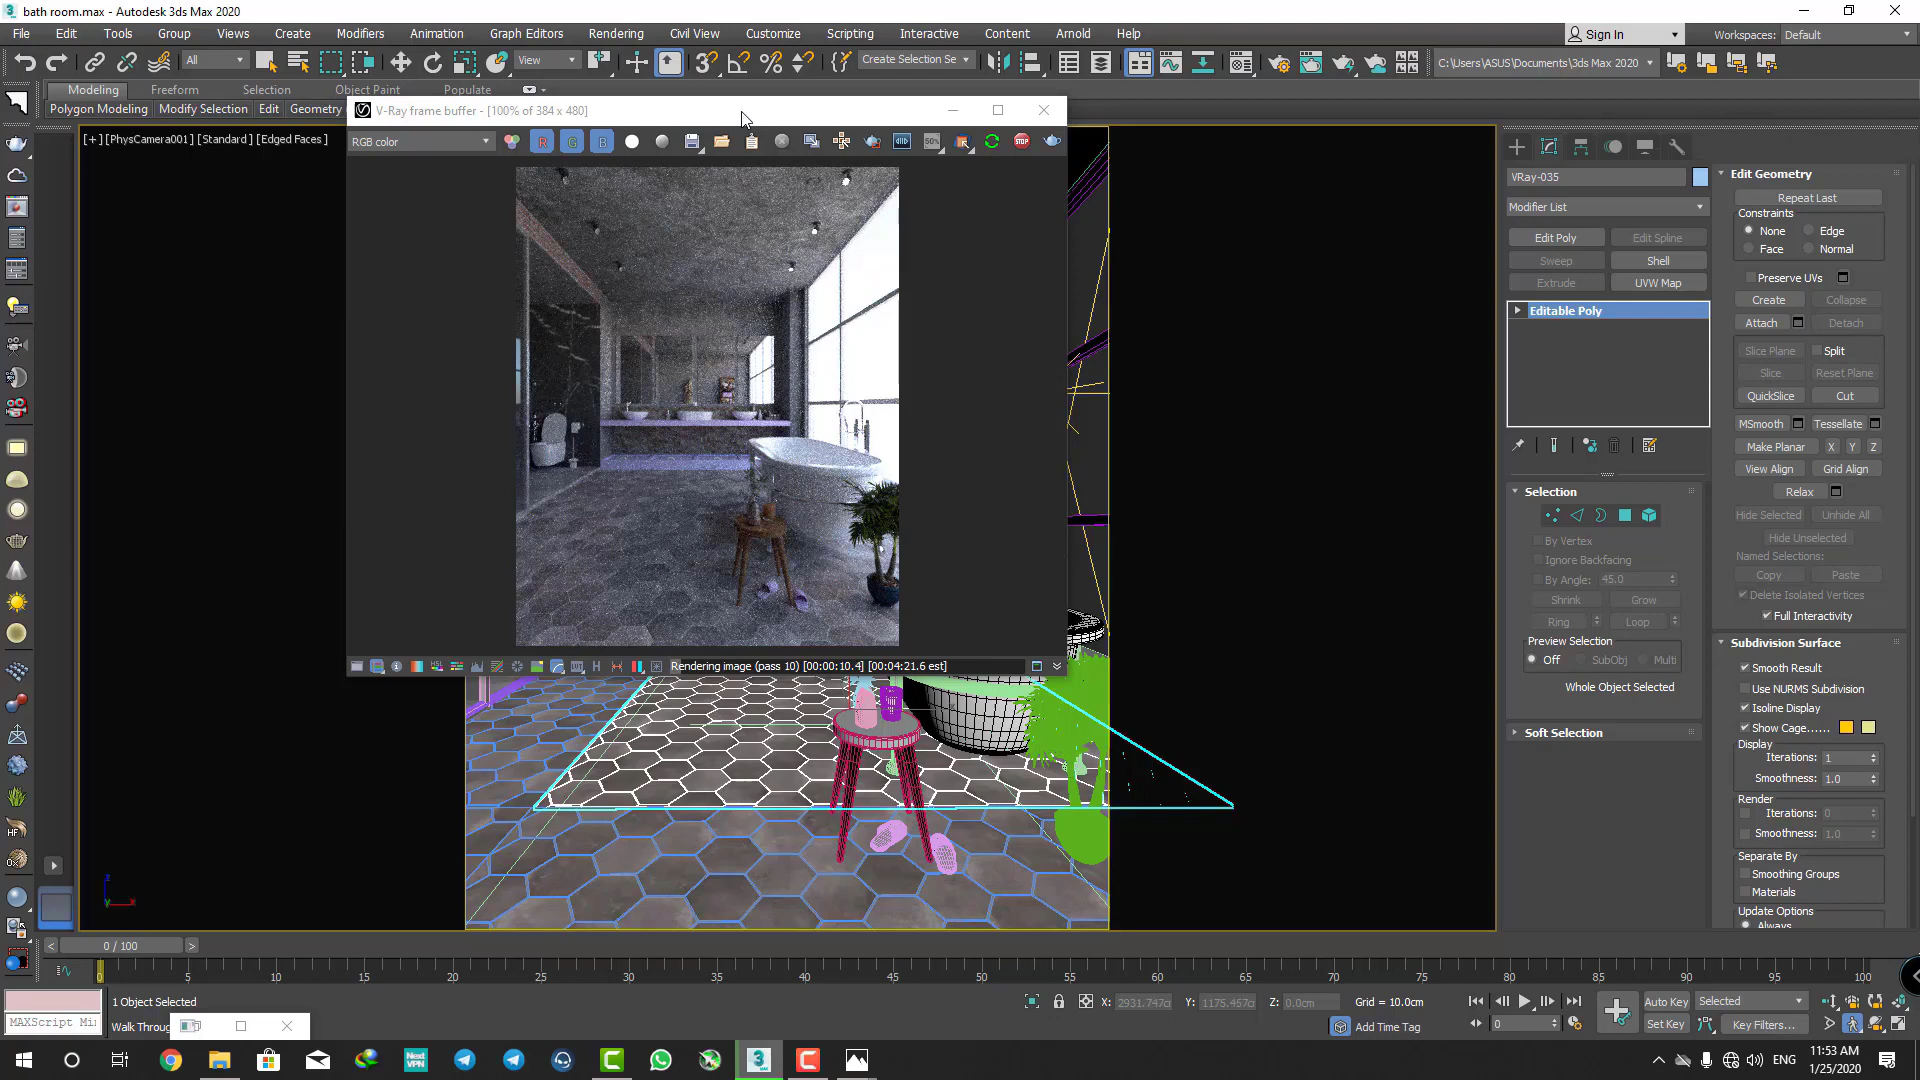 bath room.max - Autodesk 3ds Max 2020
File Edit Tools Group Views Create Modifiers Animation Graph Editors Rendering Civil View Customize Scripting Interactive Content Arnold Help
Sign In
Workspaces: Default
All
View
Create Selection Se
C:\Users\ASUS\Documents\3ds Max 2020
Modeling Freeform Selection Object Paint
Polygon Modeling Modify Selection Edit Geometry
V-Ray frame buffer - [100% of 384 x 480]
RGB color
R G B
50%
STOP
[+] [PhysCamera001] [Standard] [Edged Faces]
Rendering image (pass 10) [00:00:10.4] [00:04:21.6 est]
VRay-035
Modifier List
Edit Poly Edit Spline
Sweep Shell
Extrude UVW Map
Editable Poly
Selection
By Vertex
Ignore Backfacing
By Angle: 45.0
Shrink Grow
Ring Loop
Preview Selection
Off SubObj Multi
Whole Object Selected
Soft Selection
Edit Geometry
Repeat Last
Constraints
None Edge
Face Normal
Preserve UVs
Create Collapse
Attach Detach
Slice Plane Split
Slice Reset Plane
QuickSlice Cut
MSmooth Tessellate
Make Planar X Y Z
View Align Grid Align
Relax
Hide Selected Unhide All
Hide Unselected
Named Selections:
Copy Paste
Delete Isolated Vertices
Full Interactivity
Subdivision Surface
Smooth Result
Use NURMS Subdivision
Isoline Display
Show Cage......
Display
Iterations: 1
Smoothness: 1.0
Render
Iterations: 0
Smoothness: 1.0
Separate By
Smoothing Groups
Materials
Update Options
Always
0 / 100
0 5 10 15 20 25 30 35 40 45 50 55 60 65 70 75 80 85 90 95 100
1 Object Selected
MAXScript Mi
Walk Throug
X: 2931.747cm Y: 1175.457cm Z: 0.0cm Grid = 10.0cm
Add Time Tag
0
Auto Key Selected
Set Key Key Filters...
Next VPN
3 MAX
ENG
11:53 AM
1/25/2020